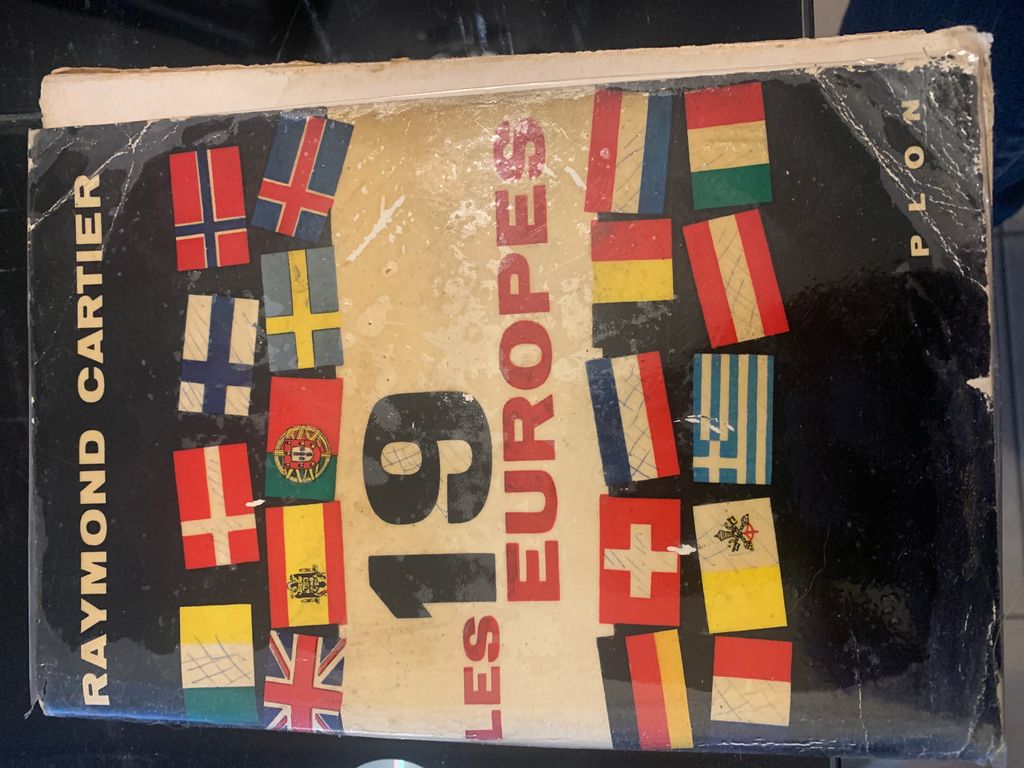 RAYMOND CARTIER
LES 19
EUROPES
PLON